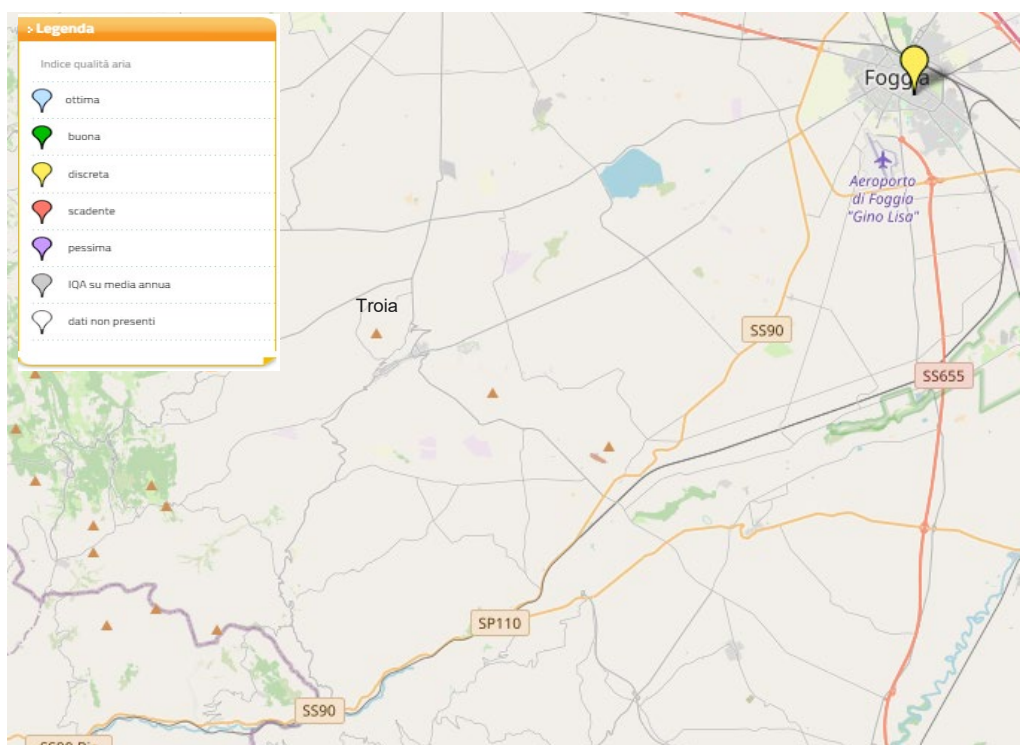 > Legenda
Indice qualità aria
ottima
buona
discreta
scadente
pessima
IQA su media annua
dati non presenti
Foggia
Aeroporto
di Foggia
"Gino Lisa"
Troia
SS90
SS655
SP110
SS90